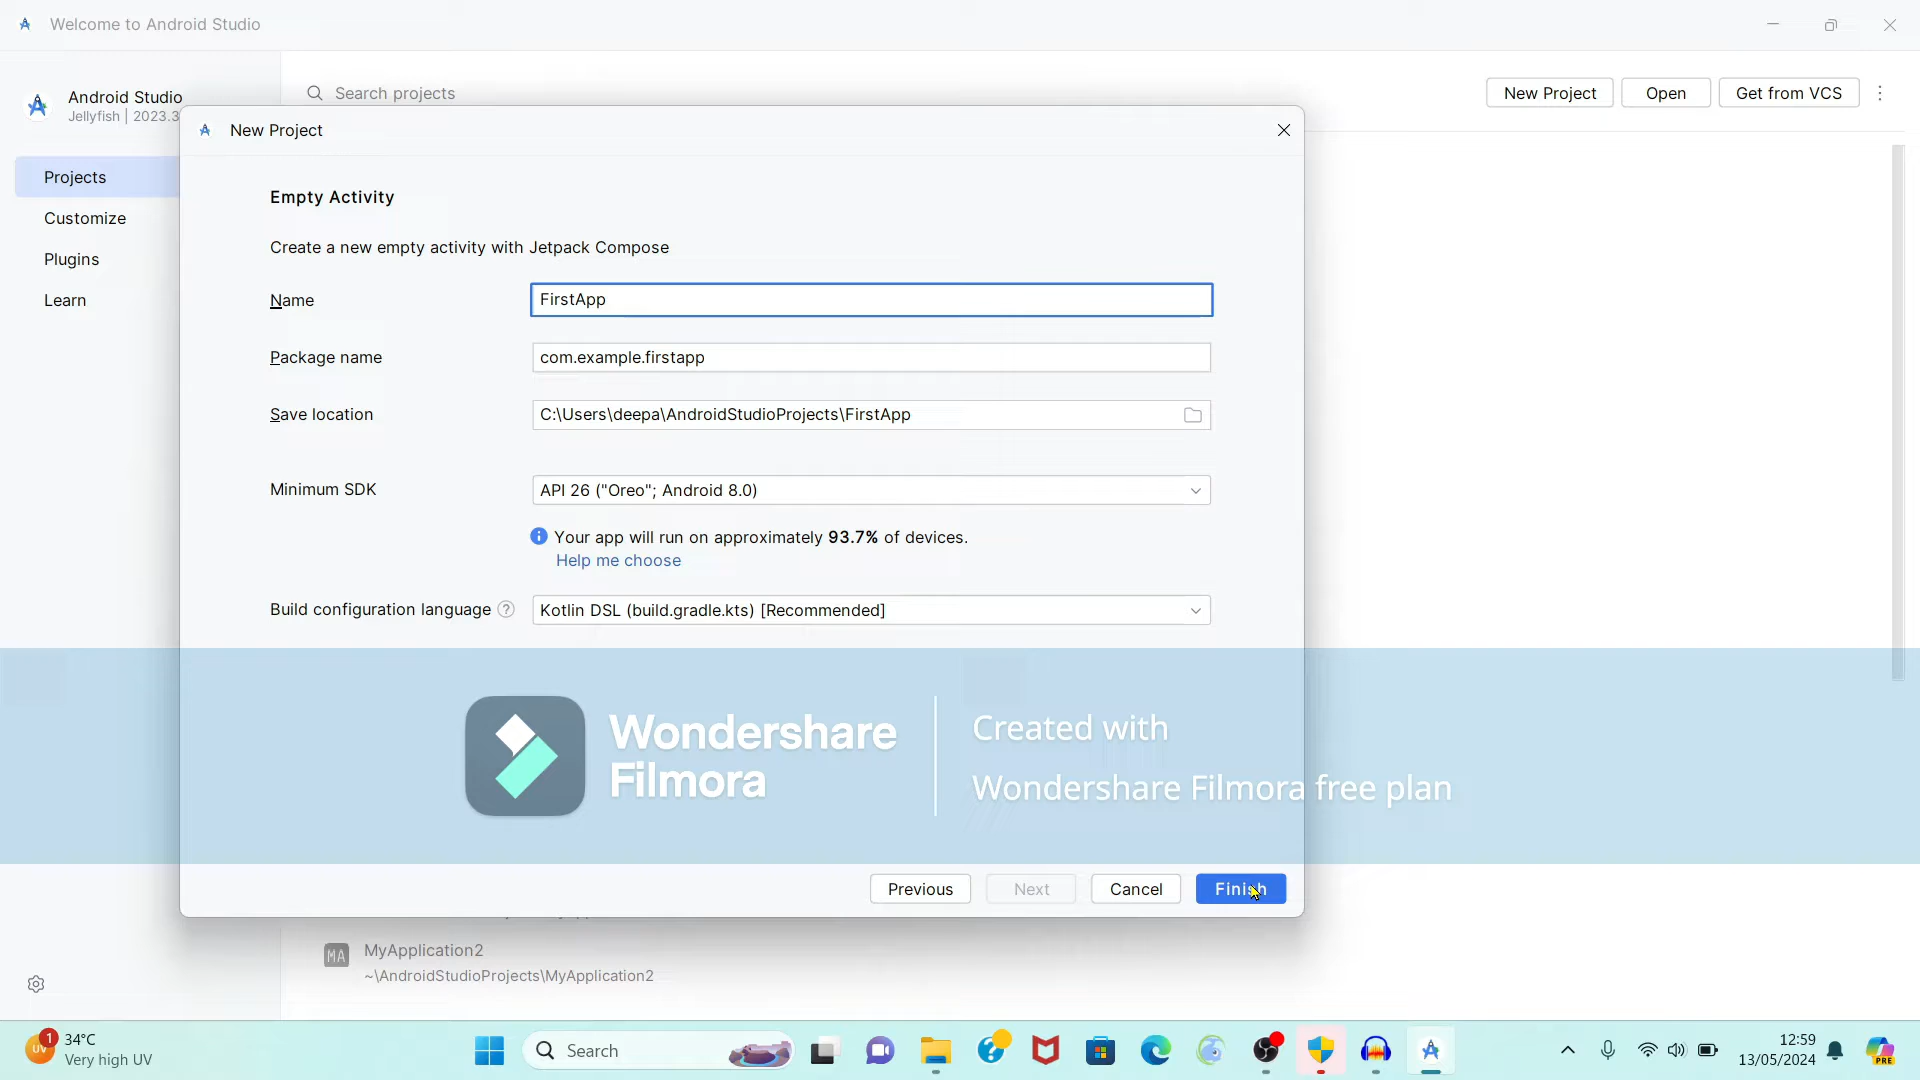 Welcome to Android Studio
Android Studio
Jellyfish | 2023.3
Search projects
New Project
Open
Get from VCS
Projects
Customize
Plugins
Learn
New Project
Empty Activity
Create a new empty activity with Jetpack Compose
Name
FirstApp
Package name
com.example.firstapp
Save location
C:\Users\deepa\AndroidStudioProjects\FirstApp
Minimum SDK
API 26 ("Oreo"; Android 8.0)
Your app will run on approximately 93.7% of devices.
Help me choose
Build configuration language ?
Kotlin DSL (build.gradle.kts) [Recommended]
Wondershare
Filmora
Created with
Wondershare Filmora free plan
Previous
Next
Cancel
Finish
MA
MyApplication2
~\AndroidStudioProjects\MyApplication2
UV
1
34°C
Very high UV
Search
12:59
13/05/2024
PRE